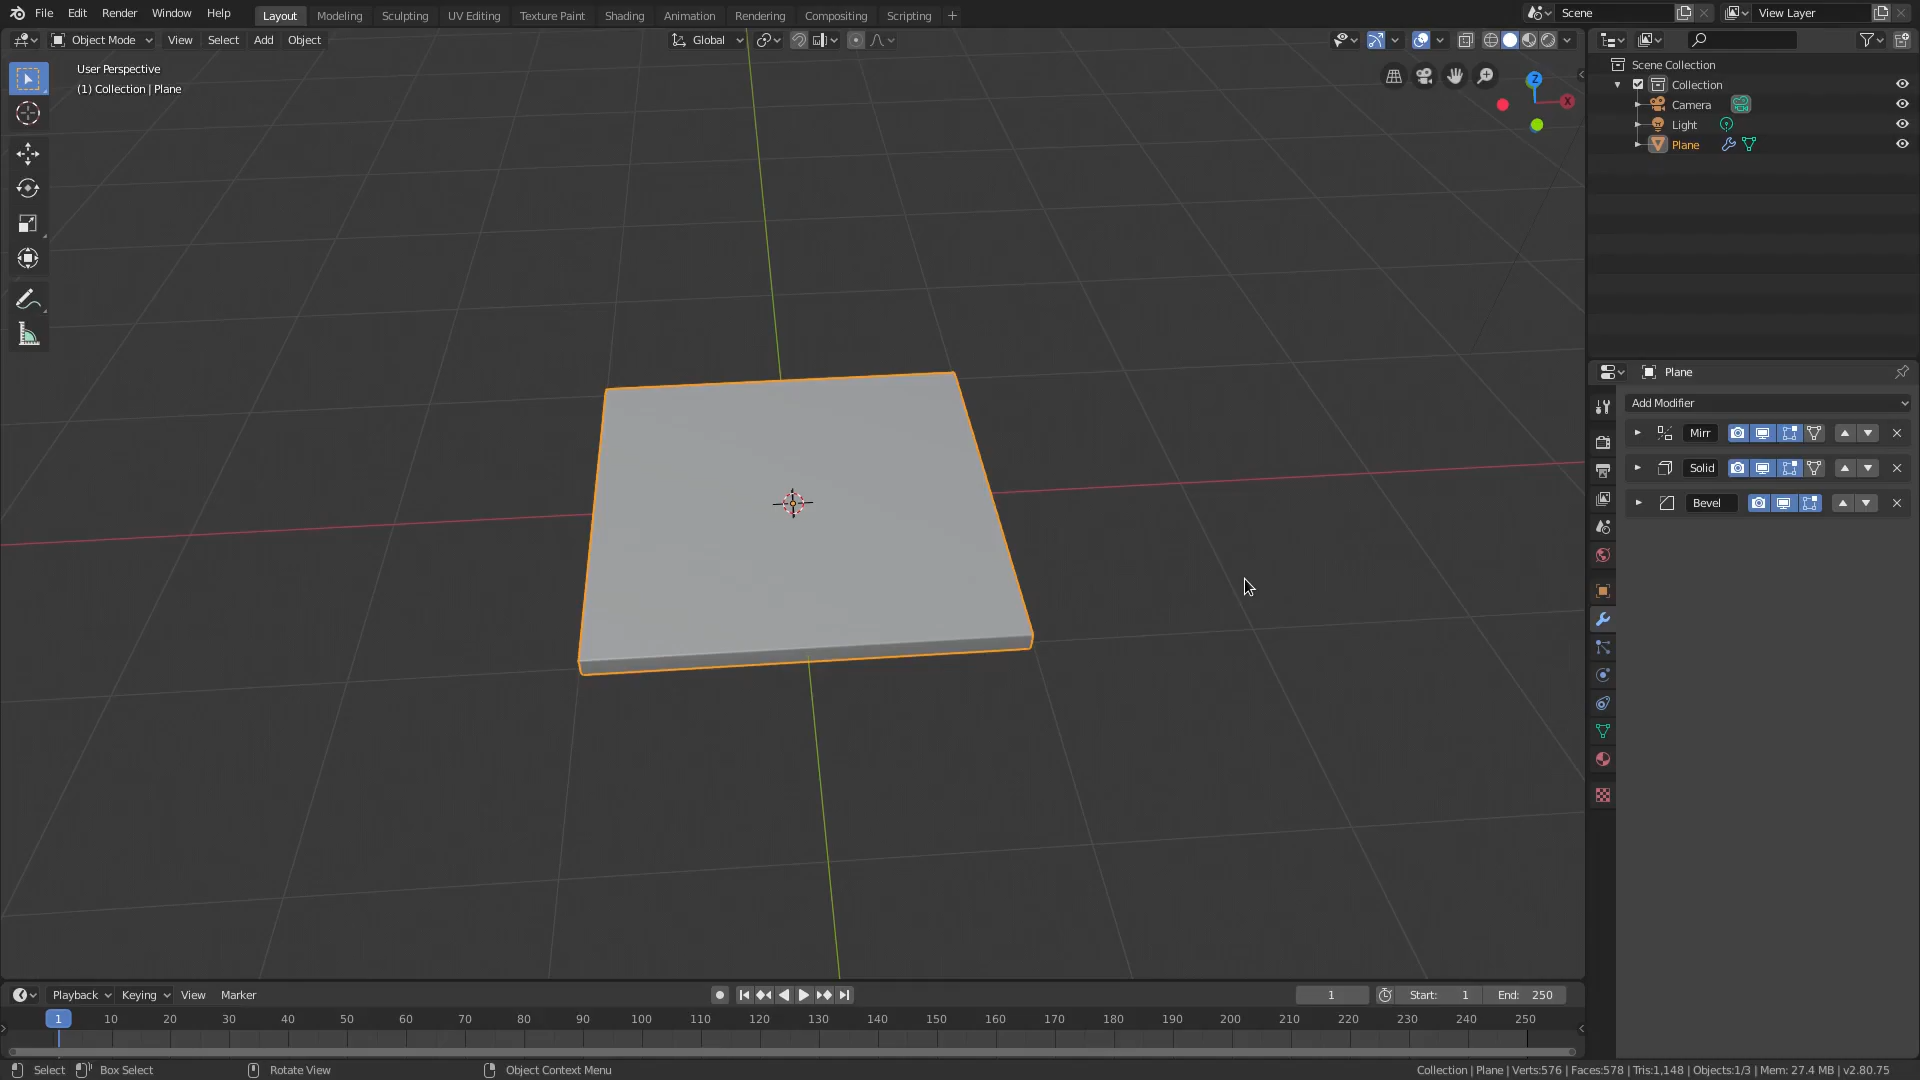 File Edit Render Window Help Layout Modeling Sculpting UV Editing Texture Paint Shading Animation Rendering Compositing Scripting + Scene View Layer
Object Mode View Select Add Object Global
User Perspective
(1) Collection | Plane
Z
X
Scene Collection
Collection
Camera
Light
Plane
Plane
Add Modifier
Mirr
Solid
Bevel
Playback Keying View Marker 1 Start: 1 End: 250
1 10 20 30 40 50 60 70 80 90 100 110 120 130 140 150 160 170 180 190 200 210 220 230 240 250
Select Box Select Rotate View Object Context Menu Collection | Plane | Verts:576 | Faces:578 | Tris:1,148 | Objects:1/3 | Mem: 27.4 MB | v2.80.75